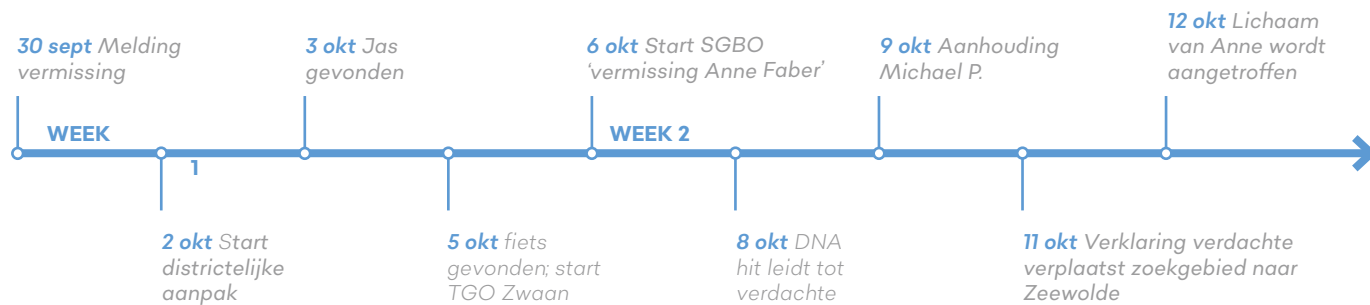 30 sept Melding
vermissing
3 okt Jas
gevonden
6 okt Start SGBO
‘vermissing Anne Faber’
9 okt Aanhouding
Michael P.
12 okt Lichaam
van Anne wordt
aangetroffen
WEEK
1
WEEK 2
2 okt Start
districtelijke
aanpak
5 okt fiets
gevonden; start
TGO Zwaan
8 okt DNA
hit leidt tot
verdachte
11 okt Verklaring verdachte
verplaatst zoekgebied naar
Zeewolde